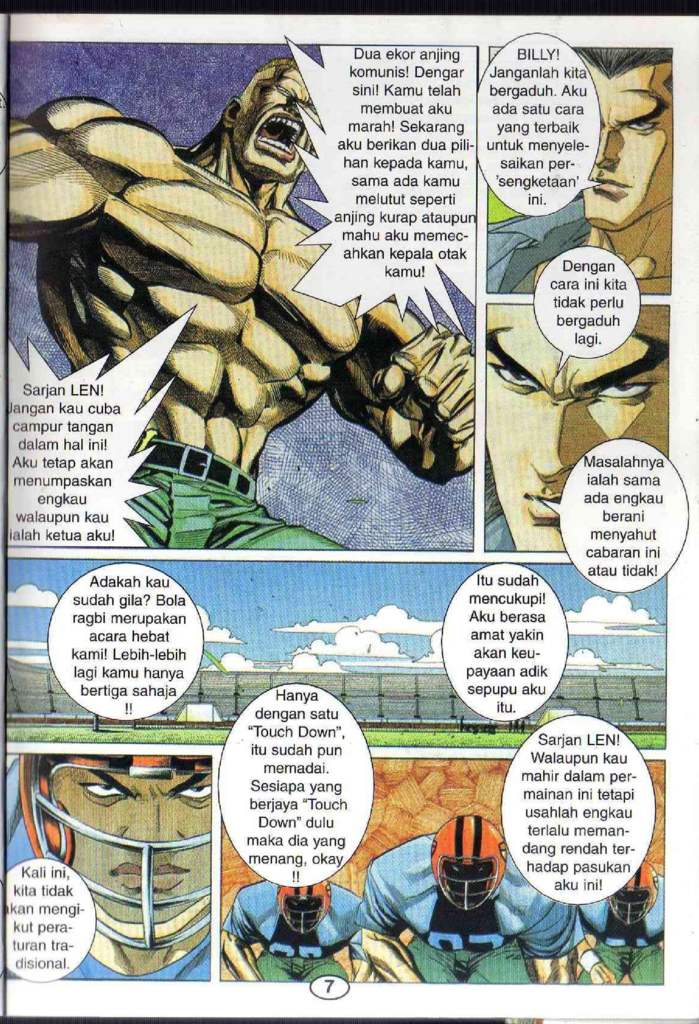 Dua ekor anjing
komunis! Dengar
sini! Kamu telah
membuat aku
marah! Sekarang
aku berikan dua pili-
han kepada kamu,
sama ada kamu
melutut seperti
anjing kurap ataupun
mahu aku memec-
ahkan kepala otak
kamu!
Sarjan LEN!
Jangan kau cuba
campur tangan
dalam hal ini!
Aku tetap akan
menumpaskan
engkau
walaupun kau
ialah ketua aku!
BILLY!
Janganlah kita
bergaduh. Aku
ada satu cara
yang terbaik
untuk menyele-
saikan per-
'sengketaan'
ini.
Dengan
cara ini kita
tidak perlu
bergaduh
lagi.
Masalahnya
ialah sama
ada engkau
berani
menyahut
cabaran ini
atau tidak!
Adakah kau
sudah gila? Bola
ragbi merupakan
acara hebat
kami! Lebih-lebih
lagi kamu hanya
bertiga sahaja
!!
Itu sudah
mencukupi!
Aku berasa
amat yakin
akan keu-
payaan adik
sepupu aku
itu.
Kali ini,
kita tidak
akan mengi-
kut pera-
turan tra-
disional.
Hanya
dengan satu
"Touch Down",
itu sudah pun
memadai.
Sesiapa yang
berjaya "Touch
Down" dulu
maka dia yang
menang, okay
!!
Sarjan LEN!
Walaupun kau
mahir dalam per-
mainan ini tetapi
usahlah engkau
terlalu meman-
dang rendah ter-
hadap pasukan
aku ini!
7